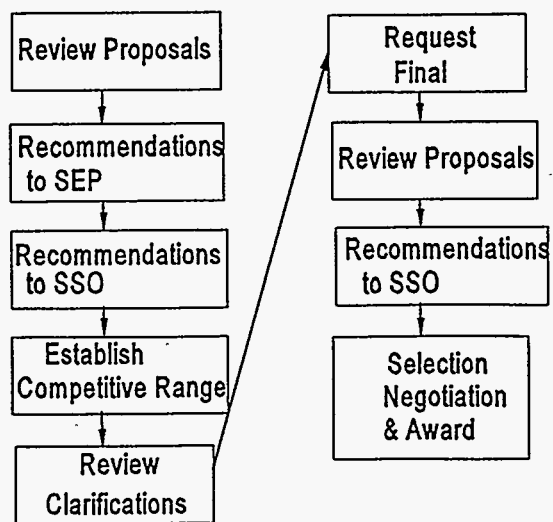 Review Proposals
Recommendations
to SEP
Recommendations
to SSO
Establish
Competitive Range
Review
Clarifications
Request
Final
Review Proposals
Recommendations
to SSO
Selection
Negotiation
& Award